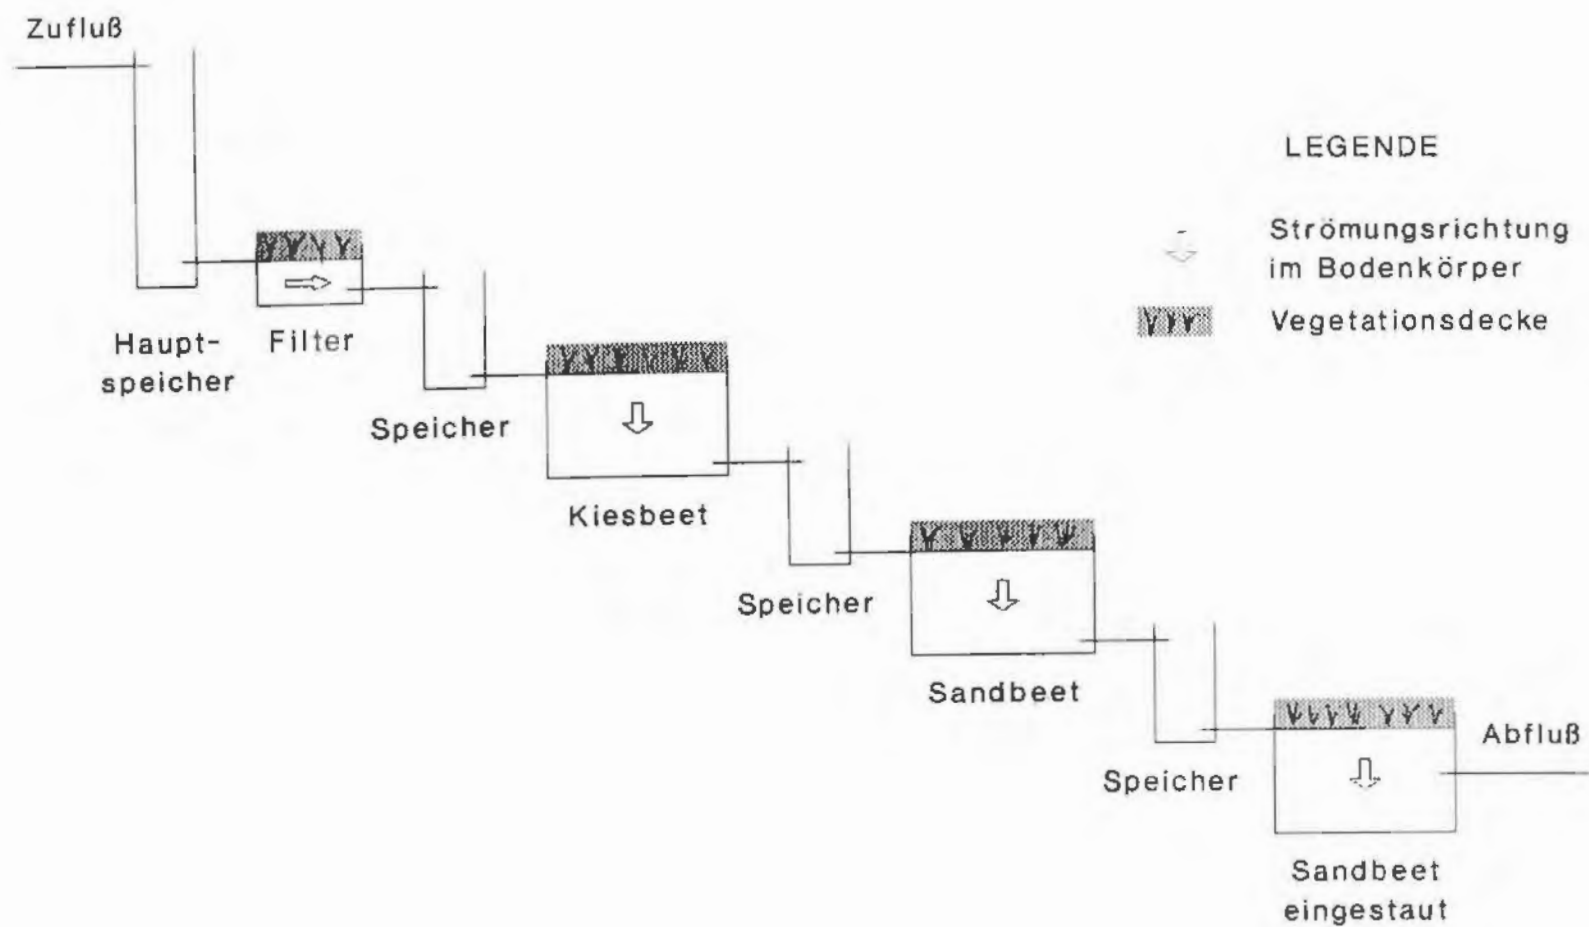 Zufluß
LEGENDE
Strömungsrichtung
im Bodenkörper
Vegetationsdecke
Haupt-
speicher
Filter
Speicher
Kiesbeet
Speicher
Sandbeet
Speicher
Abfluß
Sandbeet
eingestaut